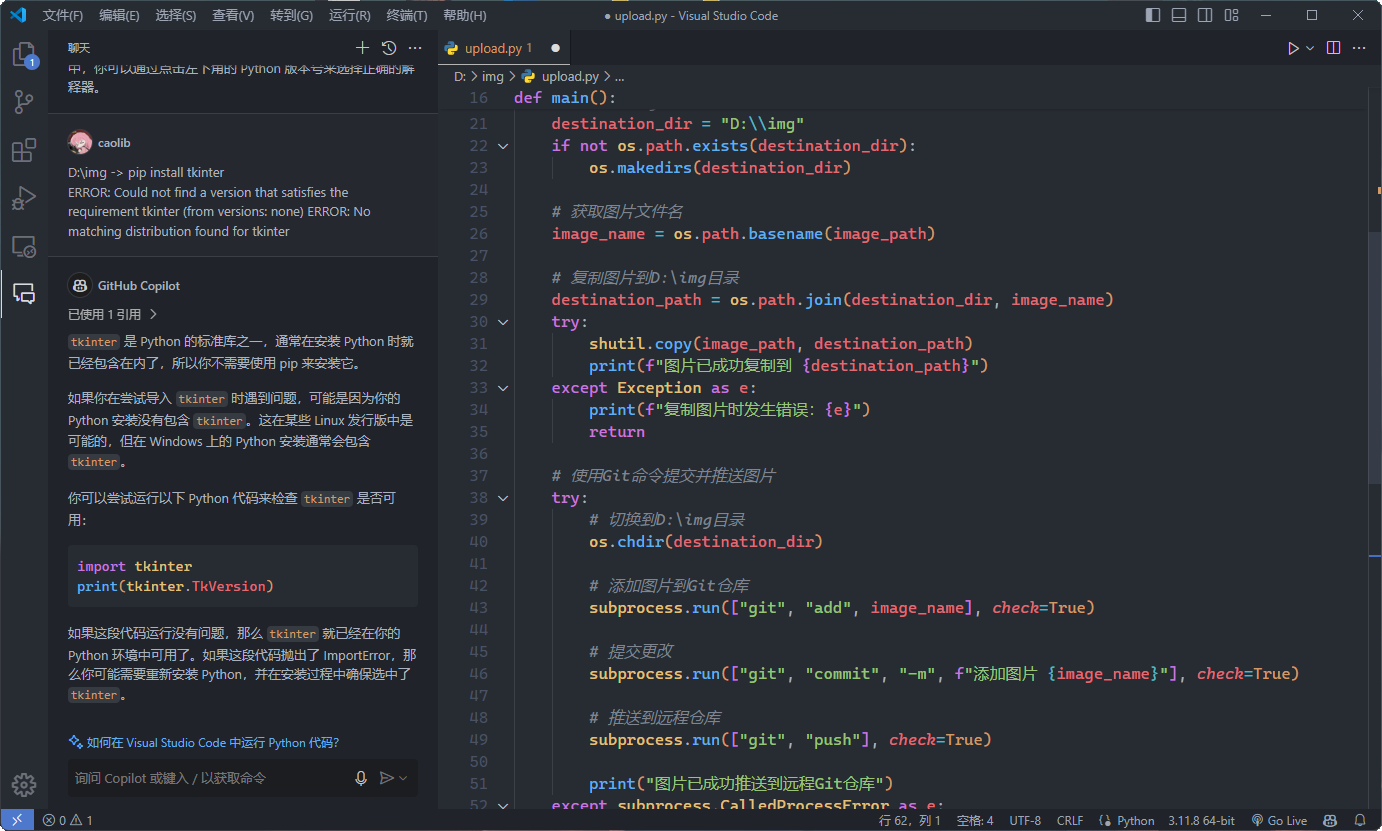 文件(F) 编辑(E) 选择(S) 查看(V) 转到(G) 运行(R) 终端(T) 帮助(H)
● upload.py - Visual Studio Code
聊天
中，你可以通过点击左下角的 Python 版本号来选择正确的解
释器。
caolib
D:\img -> pip install tkinter
ERROR: Could not find a version that satisfies the
requirement tkinter (from versions: none) ERROR: No
matching distribution found for tkinter
GitHub Copilot
已使用 1 引用
tkinter 是 Python 的标准库之一，通常在安装 Python 时就
已经包含在内了，所以你不需要使用 pip 来安装它。
如果你在尝试导入 tkinter 时遇到问题，可能是因为你的
Python 安装没有包含 tkinter。这在某些 Linux 发行版中是
可能的，但在 Windows 上的 Python 安装通常会包含
tkinter。
你可以尝试运行以下 Python 代码来检查 tkinter 是否可
用：
import tkinter
print(tkinter.TkVersion)
如果这段代码运行没有问题，那么 tkinter 就已经在你的
Python 环境中可用了。如果这段代码抛出了 ImportError，那
么你可能需要重新安装 Python，并在安装过程中确保选中了
tkinter。
如何在 Visual Studio Code 中运行 Python 代码?
询问 Copilot 或键入 / 以获取命令
1
upload.py 1 ●
D: > img > upload.py > ...
16 def main():
21 destination_dir = "D:\\img"
22 if not os.path.exists(destination_dir):
23 os.makedirs(destination_dir)
24
25 # 获取图片文件名
26 image_name = os.path.basename(image_path)
27
28 # 复制图片到D:\img目录
29 destination_path = os.path.join(destination_dir, image_name)
30 try:
31 shutil.copy(image_path, destination_path)
32 print(f"图片已成功复制到 {destination_path}")
33 except Exception as e:
34 print(f"复制图片时发生错误: {e}")
35 return
36
37 # 使用Git命令提交并推送图片
38 try:
39 # 切换到D:\img目录
40 os.chdir(destination_dir)
41
42 # 添加图片到Git仓库
43 subprocess.run(["git", "add", image_name], check=True)
44
45 # 提交更改
46 subprocess.run(["git", "commit", "-m", f"添加图片 {image_name}"], check=True)
47
48 # 推送到远程仓库
49 subprocess.run(["git", "push"], check=True)
50
51 print("图片已成功推送到远程Git仓库")
52 except subprocess.CalledProcessError as e:
0 1 行 62，列 1 空格: 4 UTF-8 CRLF Python 3.11.8 64-bit Go Live